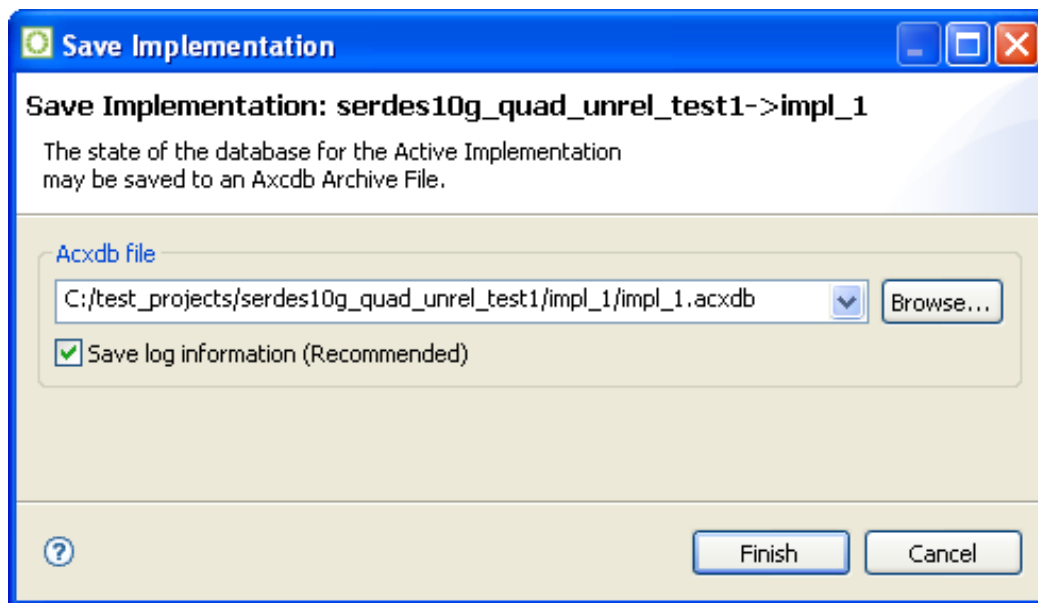 Save Implementation
Save Implementation: serdes10g_quad_unrel_test1->impl_1
The state of the database for the Active Implementation
may be saved to an Axcdb Archive File.
Acxdb file
C:/test_projects/serdes10g_quad_unrel_test1/impl_1/impl_1.acxdb
Browse...
Save log information (Recommended)
?
Finish
Cancel